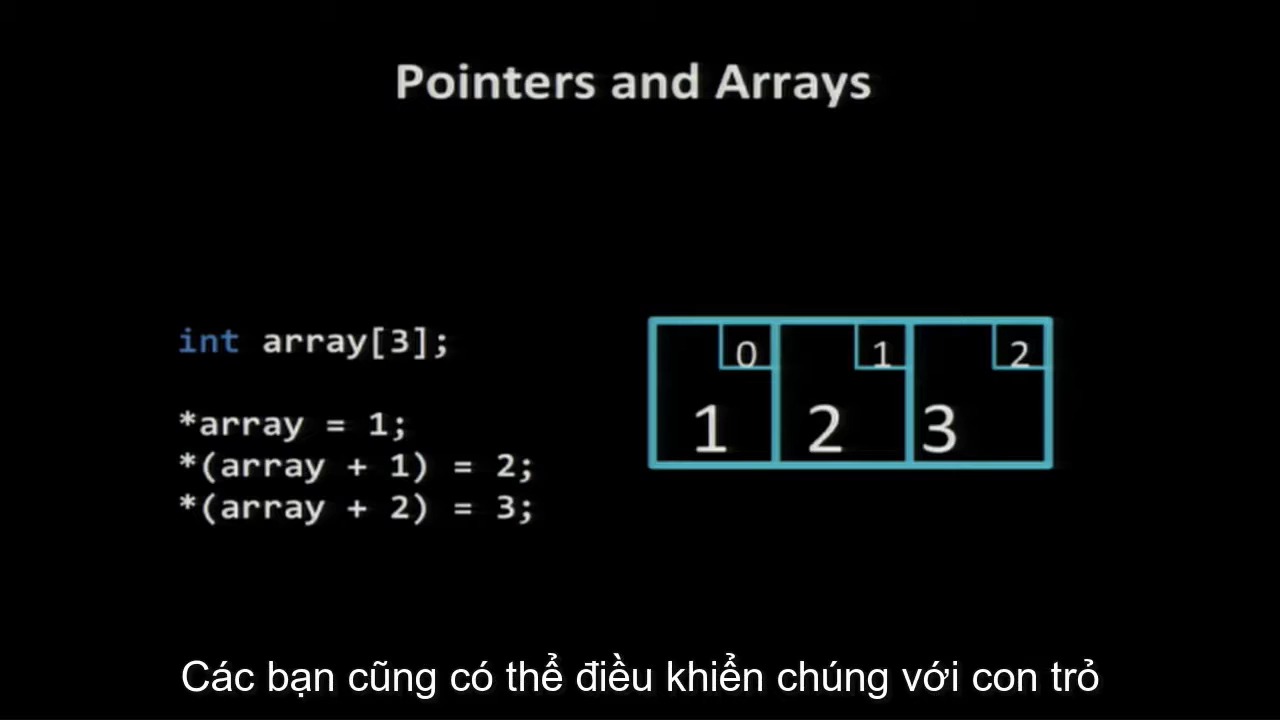 Pointers and Arrays
int array[3];
*array = 1;
*(array + 1) = 2;
*(array + 2) = 3;
0 1 2
1 2 3
Các bạn cũng có thể điều khiển chúng với con trỏ